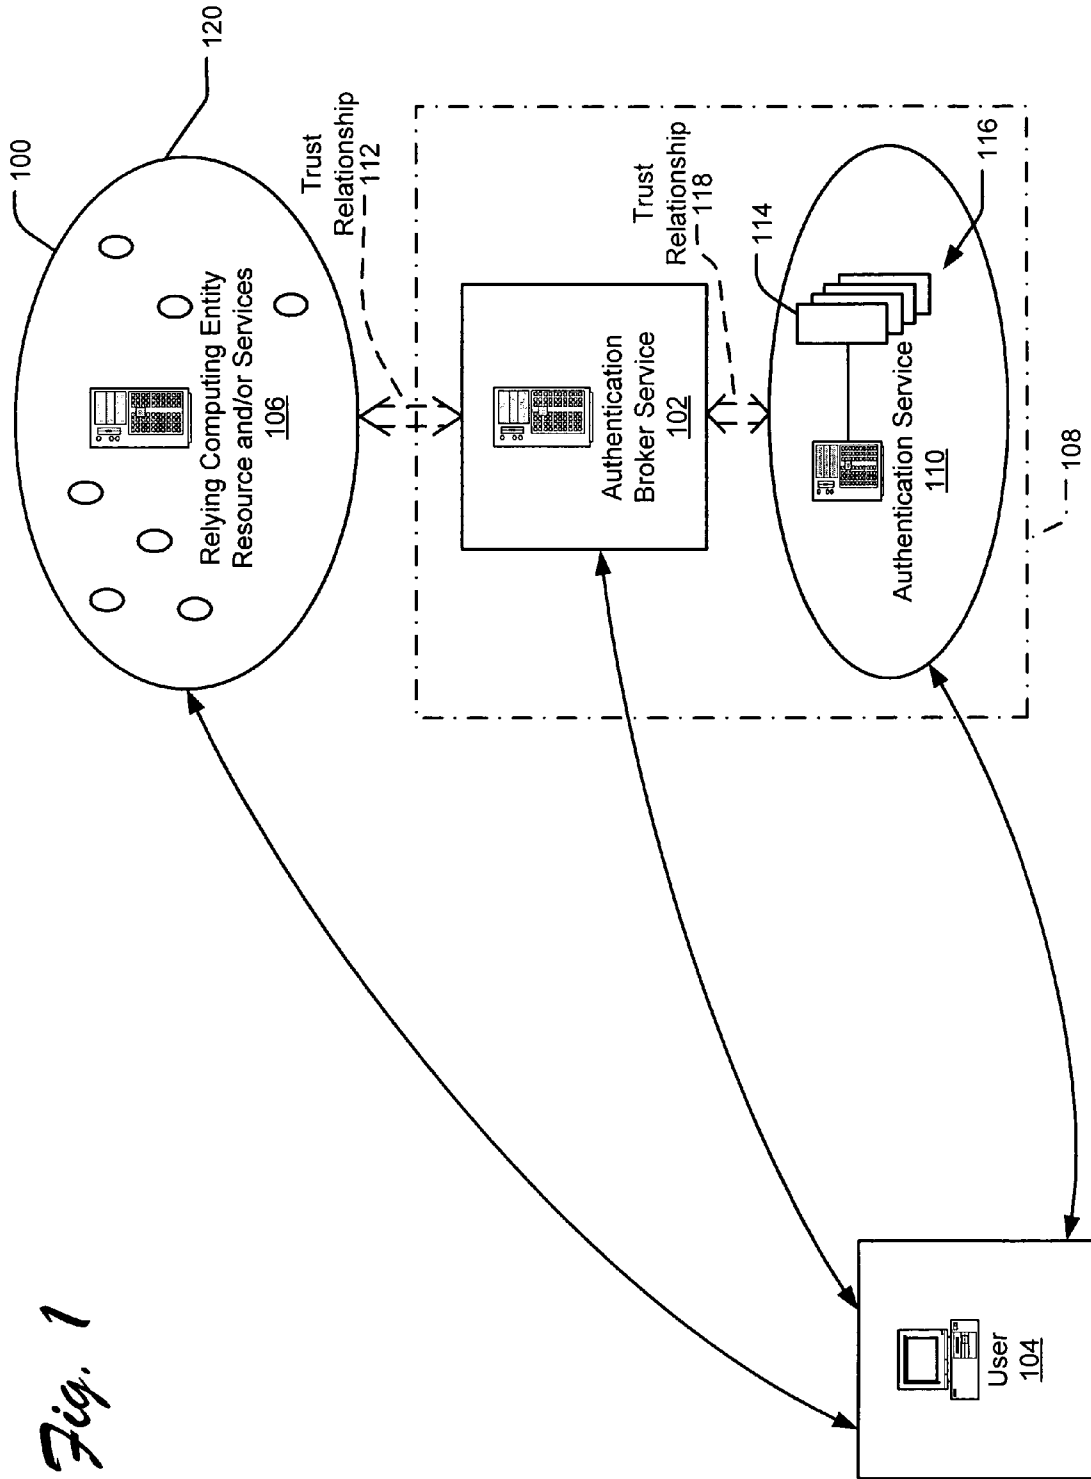 Fig. 1
100
120
Relying Computing Entity
Resource and/or Services
106
Trust
Relationship
112
Authentication
Broker Service
102
Trust
Relationship
118
114
116
Authentication Service
110
108
User
104